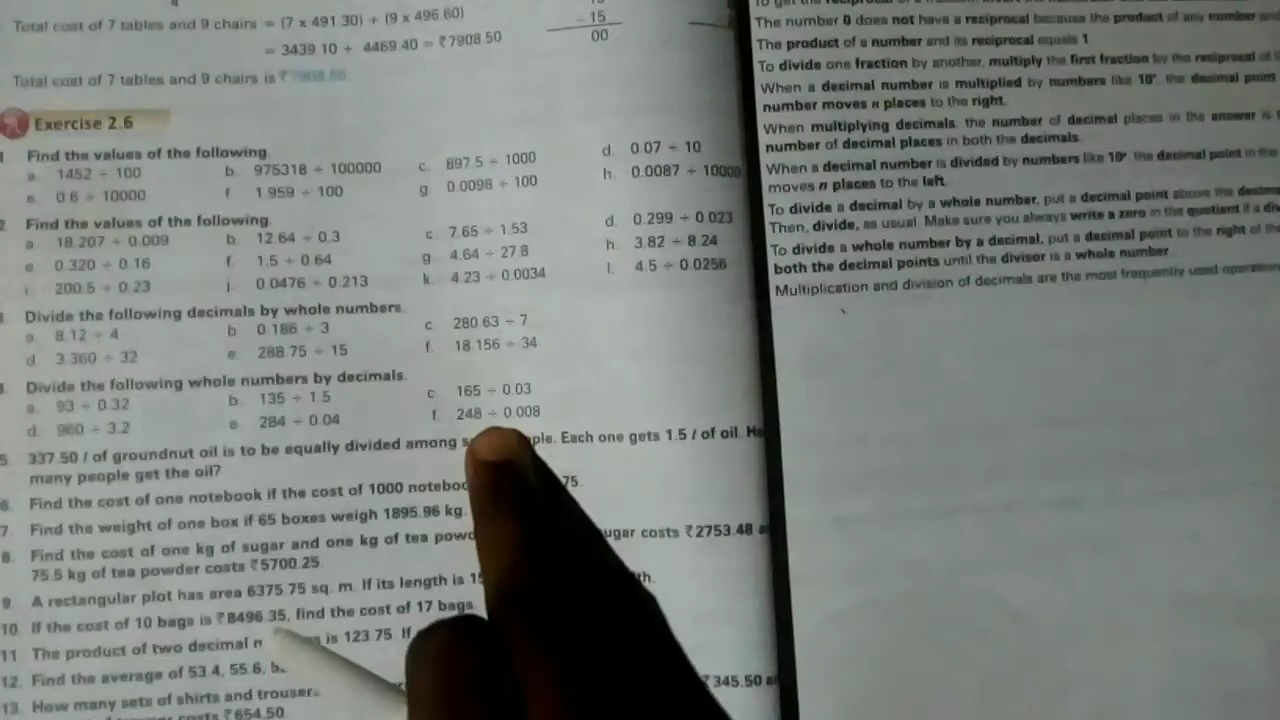 Total cost of 7 tables and 9 chairs = (7 x 491.30) + (9 x 496.60)
= 3439 10 + 4469 40 = ₹7908.50
- 15
00
Total cost of 7 tables and 9 chairs is
Exercise 2.6
Find the values of the following.
a. 1452 ÷ 100 b. 975318 ÷ 100000 c. 897.5 ÷ 1000 d. 0.07 ÷ 10
e. 0.6 ÷ 10000 f. 1 959 ÷ 100 g 0.0098 ÷ 100 h. 0.0087 ÷ 10000
2 Find the values of the following.
a. 18.207 ÷ 0.009 b. 12.64 ÷ 0.3 c. 7.65 ÷ 1.53 d. 0.299 ÷ 0.023
e 0.320 ÷ 0.16 f. 1.5 ÷ 0.64 g 4.64 ÷ 27.8 h. 3.82 ÷ 8.24
i. 200.5 ÷ 0.23 j. 0.0476 ÷ 0.213 k. 4.23 ÷ 0.0034 l. 4.5 ÷ 0.0256
Divide the following decimals by whole numbers.
a. 8.12 ÷ 4 b 0.186 ÷ 3 c 280.63 ÷ 7
d. 3.360 ÷ 32 e. 288.75 ÷ 15 f. 18.156 ÷ 34
Divide the following whole numbers by decimals.
a. 93 ÷ 0.32 b. 135 ÷ 1.5 c. 165 ÷ 0.03
d. 960 ÷ 3.2 e 284 ÷ 0.04 f. 248 ÷ 0.008
5 337.50 l of groundnut oil is to be equally divided among Each one gets 1.5 l of oil.
many people get the oil?
6. Find the cost of one notebook if the cost of 1000 75.
7. Find the weight of one box if 65 boxes weigh 1895.96 kg.
8. Find the cost of one kg of sugar and one kg of tea costs ₹2753.48
75.5 kg of tea powder costs ₹5700.25
9. A rectangular plot has area 6375.75 sq. m. If its length is
10. If the cost of 10 bags is ₹8496.35, find the cost of 17 bags
11 The product of two decimal is 123.75. If
12. Find the average of 53.4, 55.6,
₹345.50
13. How many sets of shirts and
costs ₹654.50
The number 0 does not have a reciprocal because the product of any number
The product of a number and its reciprocal equals 1.
To divide one fraction by another, multiply the first fraction by the reciprocal of
When a decimal number is multiplied by numbers like 10ⁿ, the decimal point
number moves n places to the right.
When multiplying decimals, the number of decimal places in the answer is
number of decimal places in both the decimals.
When a decimal number is divided by numbers like 10ⁿ, the decimal point in the
moves n places to the left.
To divide a decimal by a whole number, put a decimal point above the
Then, divide, as usual. Make sure you always write a zero in the quotient if a
To divide a whole number by a decimal, put a decimal point to the right of
both the decimal points until the divisor is a whole number.
Multiplication and division of decimals are the most frequently used